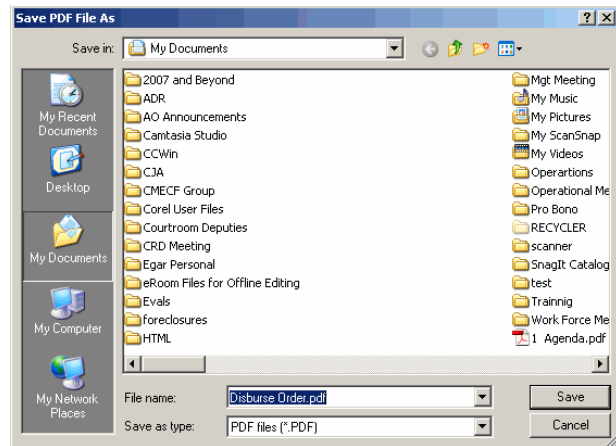 Save PDF File As
Save in: My Documents
My Recent
Documents
Desktop
My Documents
My Computer
My Network
Places
2007 and Beyond
ADR
AO Announcements
Camtasia Studio
CCWin
CJA
CMECF Group
Corel User Files
Courtroom Deputies
CRD Meeting
Egar Personal
eRoom Files for Offline Editing
Evals
foreclosures
HTML
Mgt Meeting
My Music
My Pictures
My ScanSnap
My Videos
Operartions
Operational Me
Pro Bono
RECYCLER
scanner
SnagIt Catalog
test
Trainnig
Work Force Me
1 Agenda.pdf
File name: Disburse Order.pdf Save
Save as type: PDF files (*.PDF) Cancel